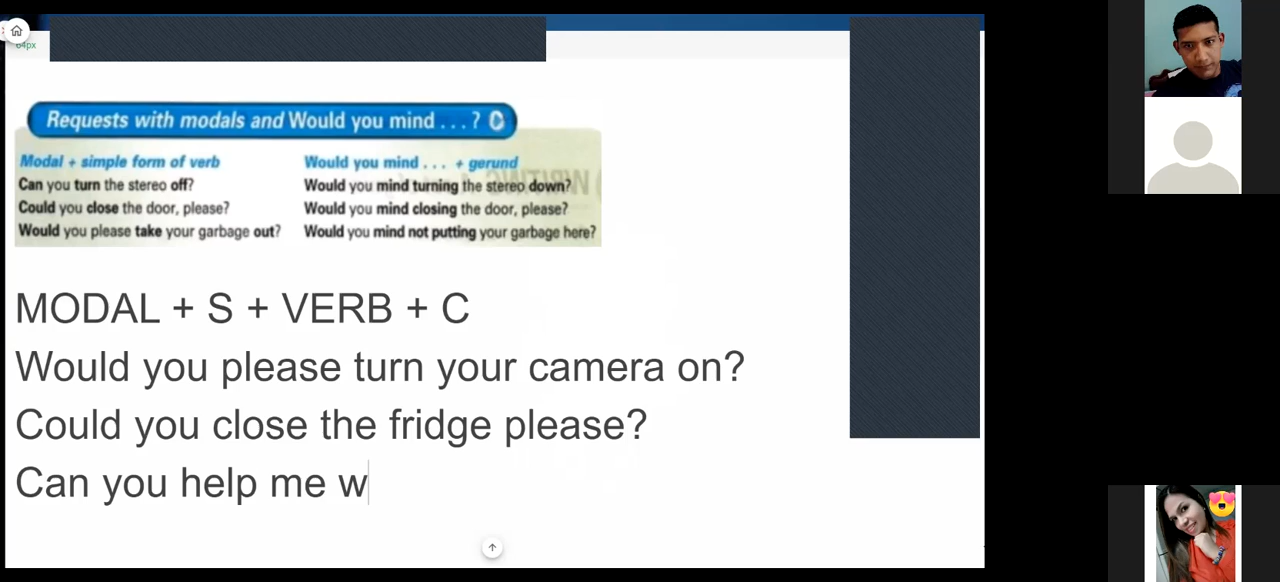 64px
Requests with modals and Would you mind . . . ?
Modal + simple form of verb
Can you turn the stereo off?
Could you close the door, please?
Would you please take your garbage out?
Would you mind . . . + gerund
Would you mind turning the stereo down?
Would you mind closing the door, please?
Would you mind not putting your garbage here?
MODAL + S + VERB + C
Would you please turn your camera on?
Could you close the fridge please?
Can you help me w